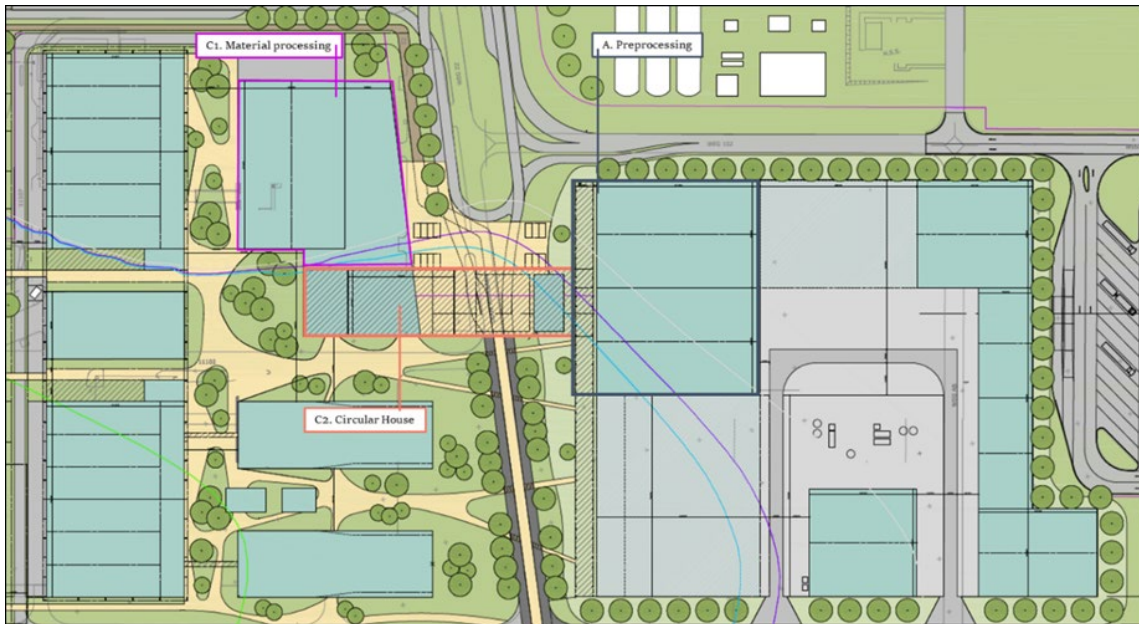 C1. Material processing
A. Preprocessing
C2. Circular House